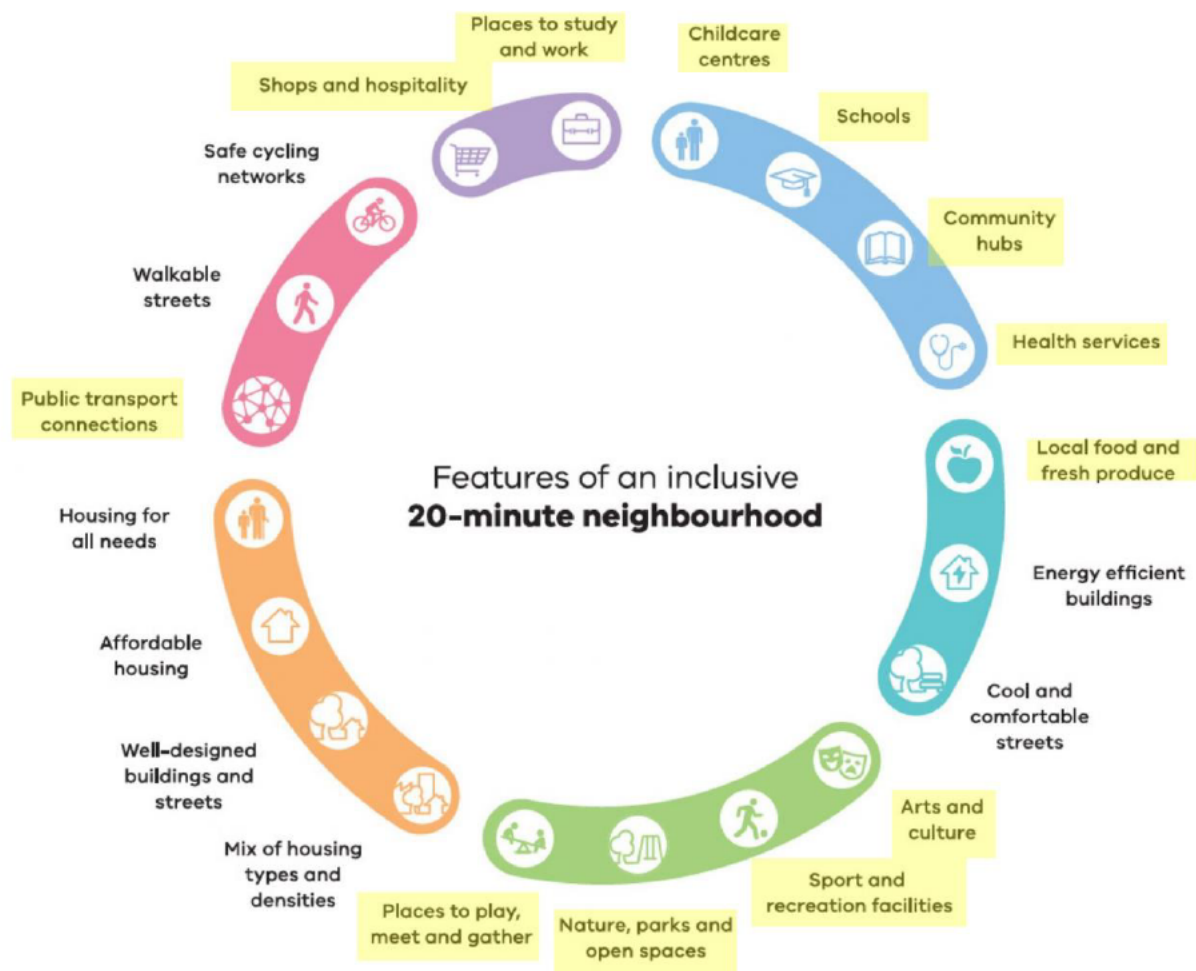 Places to study
and work
Childcare
centres
Shops and hospitality
Schools
Safe cycling
networks
Community
hubs
Walkable
streets
Health services
Public transport
connections
Local food and
fresh produce
Features of an inclusive
20-minute neighbourhood
Housing for
all needs
Energy efficient
buildings
Affordable
housing
Cool and
comfortable
streets
Well-designed
buildings and
streets
Arts and
culture
Mix of housing
types and
densities
Sport and
recreation facilities
Places to play,
meet and gather
Nature, parks and
open spaces